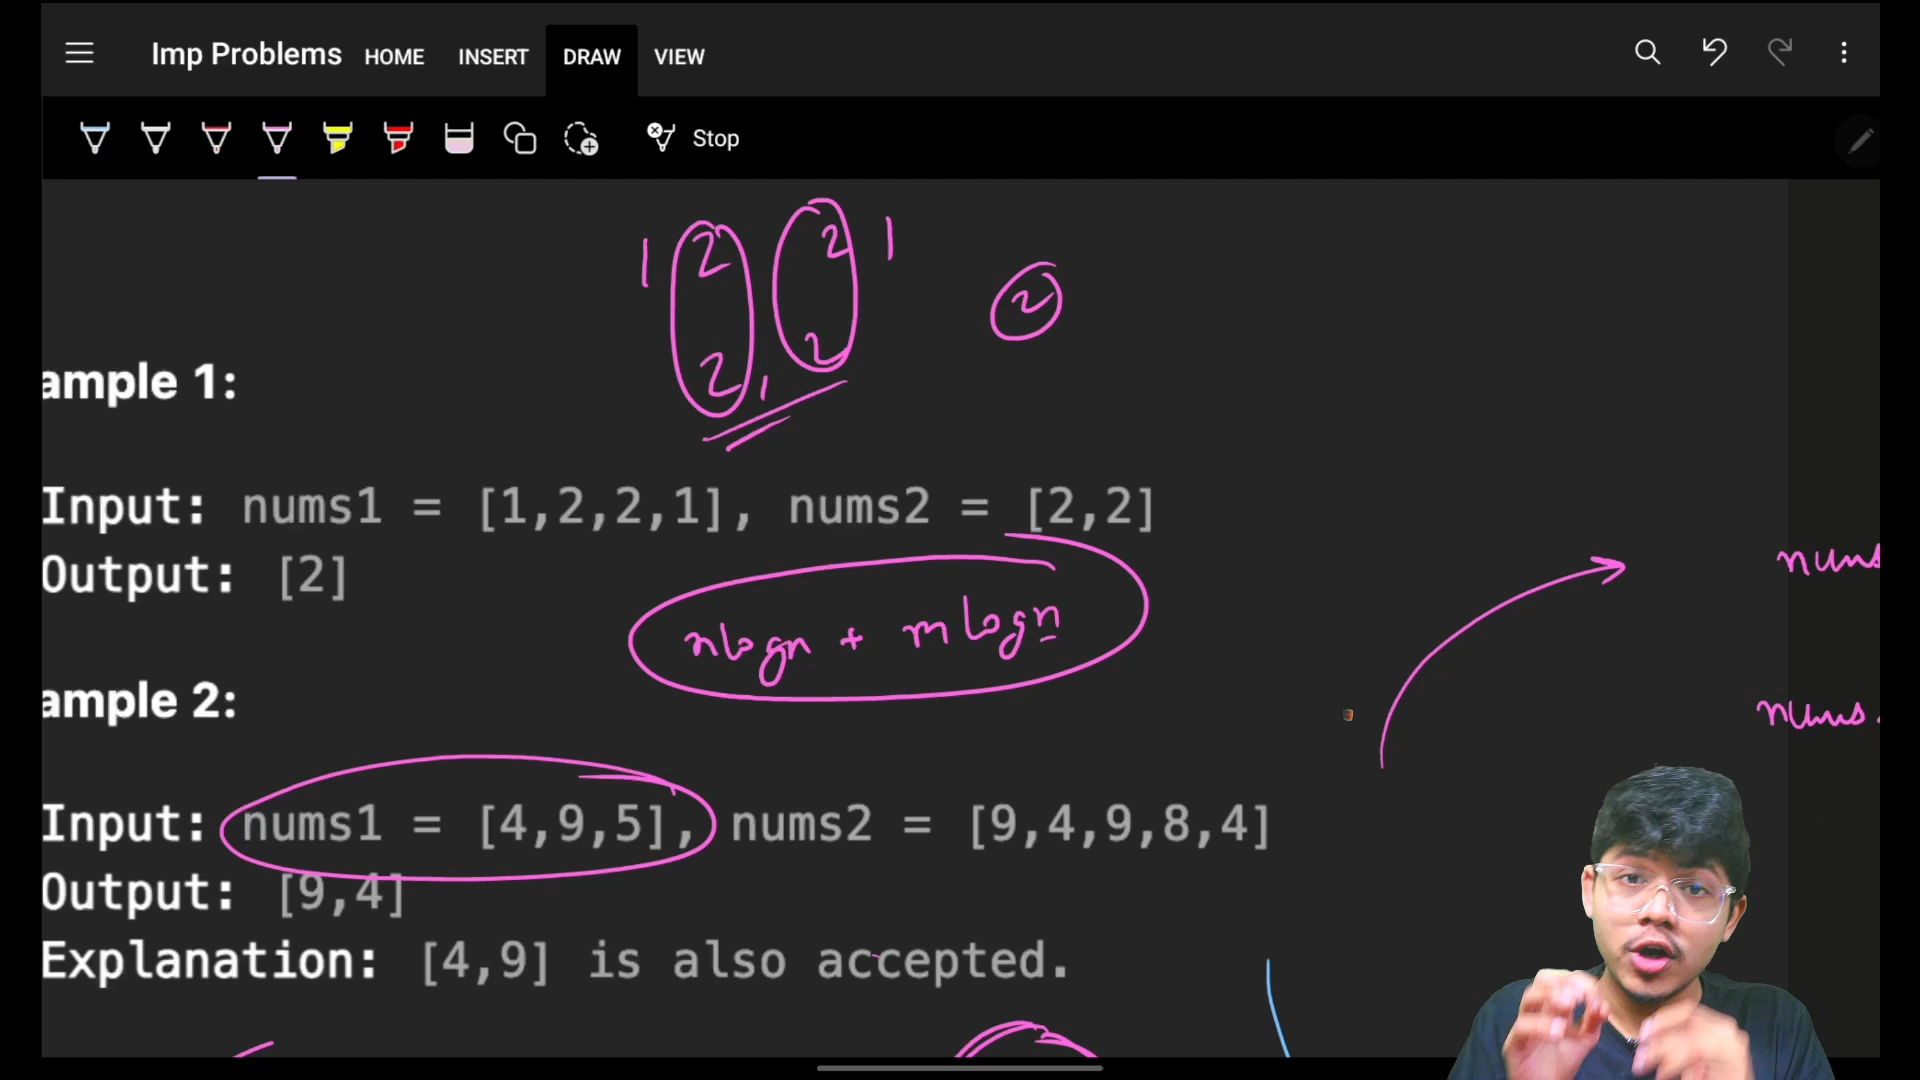 Imp Problems HOME INSERT DRAW VIEW
Stop
1 2 2 1
2, 2
2
ample 1:
Input: nums1 = [1,2,2,1], nums2 = [2,2]
Output: [2]
nums
nlogn + mlogn
ample 2:
nums
Input: nums1 = [4,9,5], nums2 = [9,4,9,8,4]
Output: [9,4]
Explanation: [4,9] is also accepted.